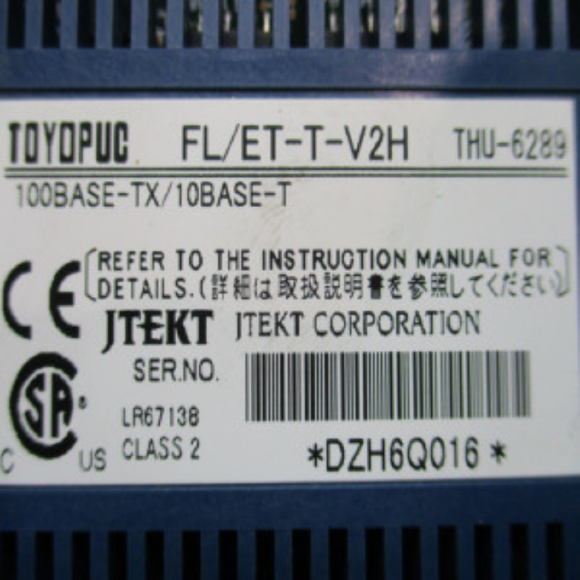 TOYOPUC FL/ET-T-V2H THU-6289
100BASE-TX/10BASE-T
CE [REFER TO THE INSTRUCTION MANUAL FOR
DETAILS.(詳細は取扱説明書を参照してください)]
JTEKT JTEKT CORPORATION
SER.NO.
SA ®
LR67138
C US CLASS 2
*DZH6Q016*